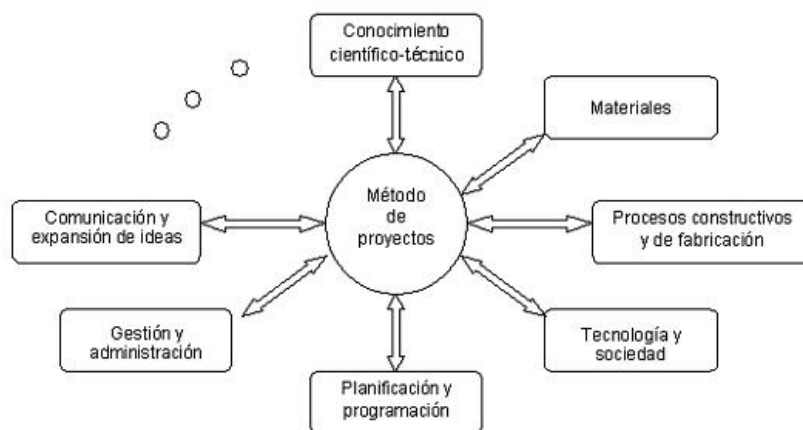 Conocimiento
científico-técnico
Materiales
Método
de
proyectos
Comunicación y
expansión de ideas
Procesos constructivos
y de fabricación
Gestión y
administración
Tecnología y
sociedad
Planificación y
programación